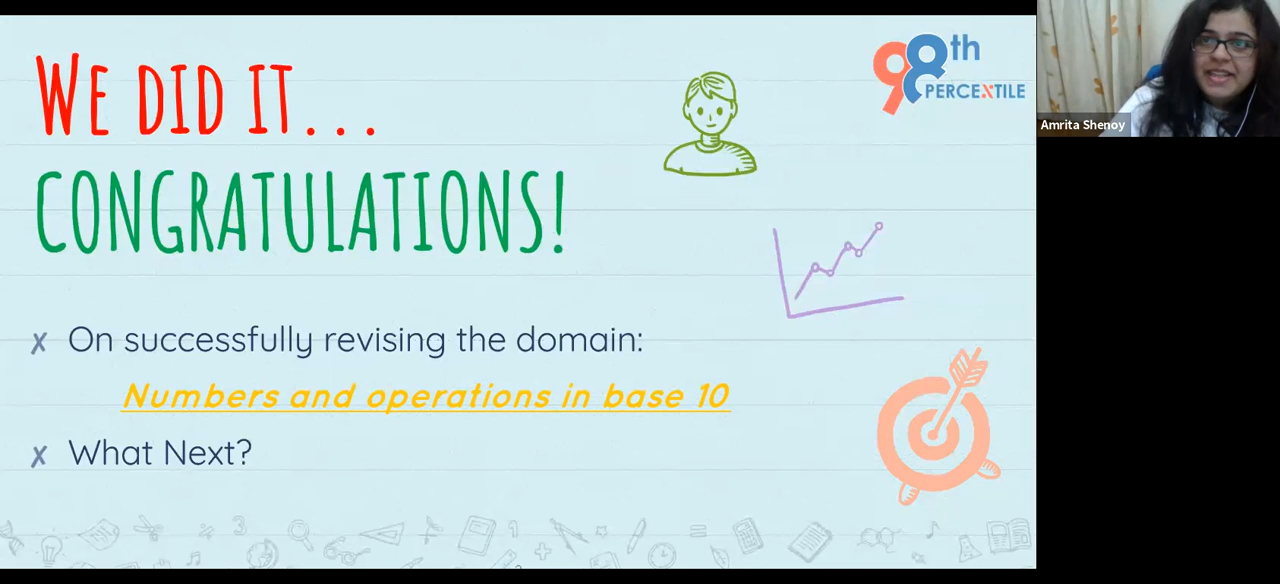 WE DID IT...
CONGRATULATIONS!
98th
PERCEXTILE
Amrita Shenoy
x On successfully revising the domain:
Numbers and operations in base 10
x What Next?